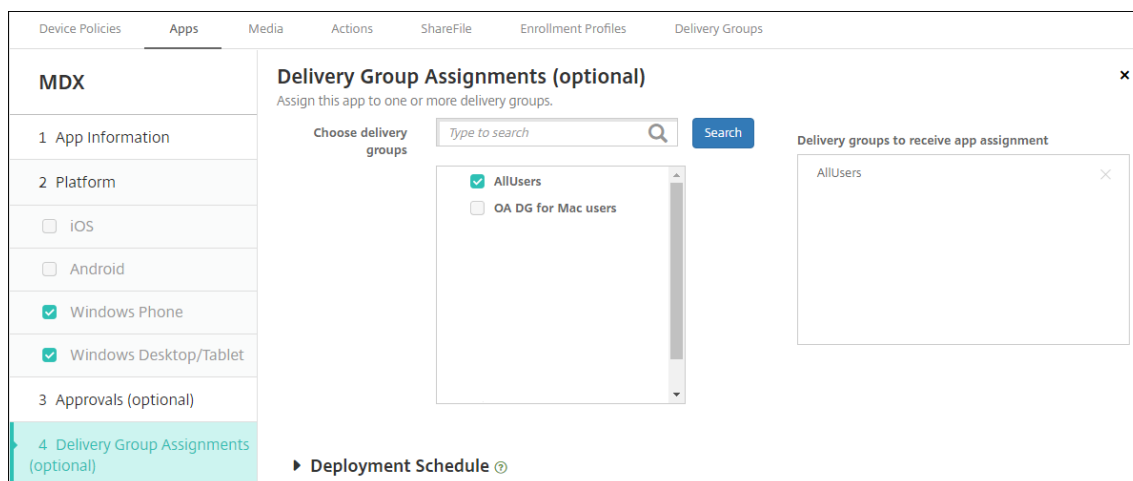 Device Policies Apps Media Actions ShareFile Enrollment Profiles Delivery Groups
MDX
1 App Information
2 Platform
iOS
Android
Windows Phone
Windows Desktop/Tablet
3 Approvals (optional)
4 Delivery Group Assignments
(optional)
Delivery Group Assignments (optional)
Assign this app to one or more delivery groups.
Choose delivery
groups
Type to search
Search
AllUsers
OA DG for Mac users
Delivery groups to receive app assignment
AllUsers
Deployment Schedule ?